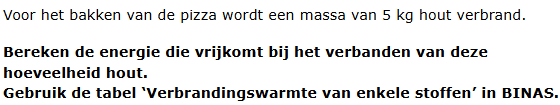 Voor het bakken van de pizza wordt een massa van 5 kg hout verbrand.
Bereken de energie die vrijkomt bij het verbanden van deze
hoeveelheid hout.
Gebruik de tabel ‘Verbrandingswarmte van enkele stoffen’ in BINAS.